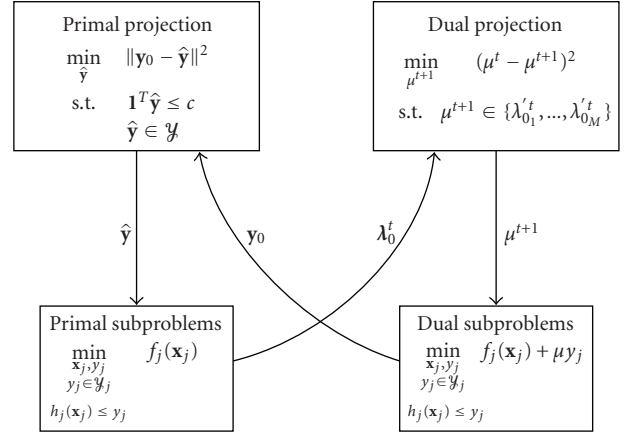 Primal projection
min ‖y₀ − ŷ‖²
ŷ
s.t. 1ᵀŷ ≤ c
ŷ ∈ 𝒴
Dual projection
min (μᵗ − μᵗ⁺¹)²
μᵗ⁺¹
s.t. μᵗ⁺¹ ∈ {λ′ᵗ₀₁, ..., λ′ᵗ₀M}
ŷ
y₀
λ₀ᵗ
μᵗ⁺¹
Primal subproblems
min fⱼ(xⱼ)
xⱼ, yⱼ
yⱼ∈𝒴ⱼ
hⱼ(xⱼ) ≤ yⱼ
Dual subproblems
min fⱼ(xⱼ) + μyⱼ
xⱼ, yⱼ
yⱼ∈𝒴ⱼ
hⱼ(xⱼ) ≤ yⱼ